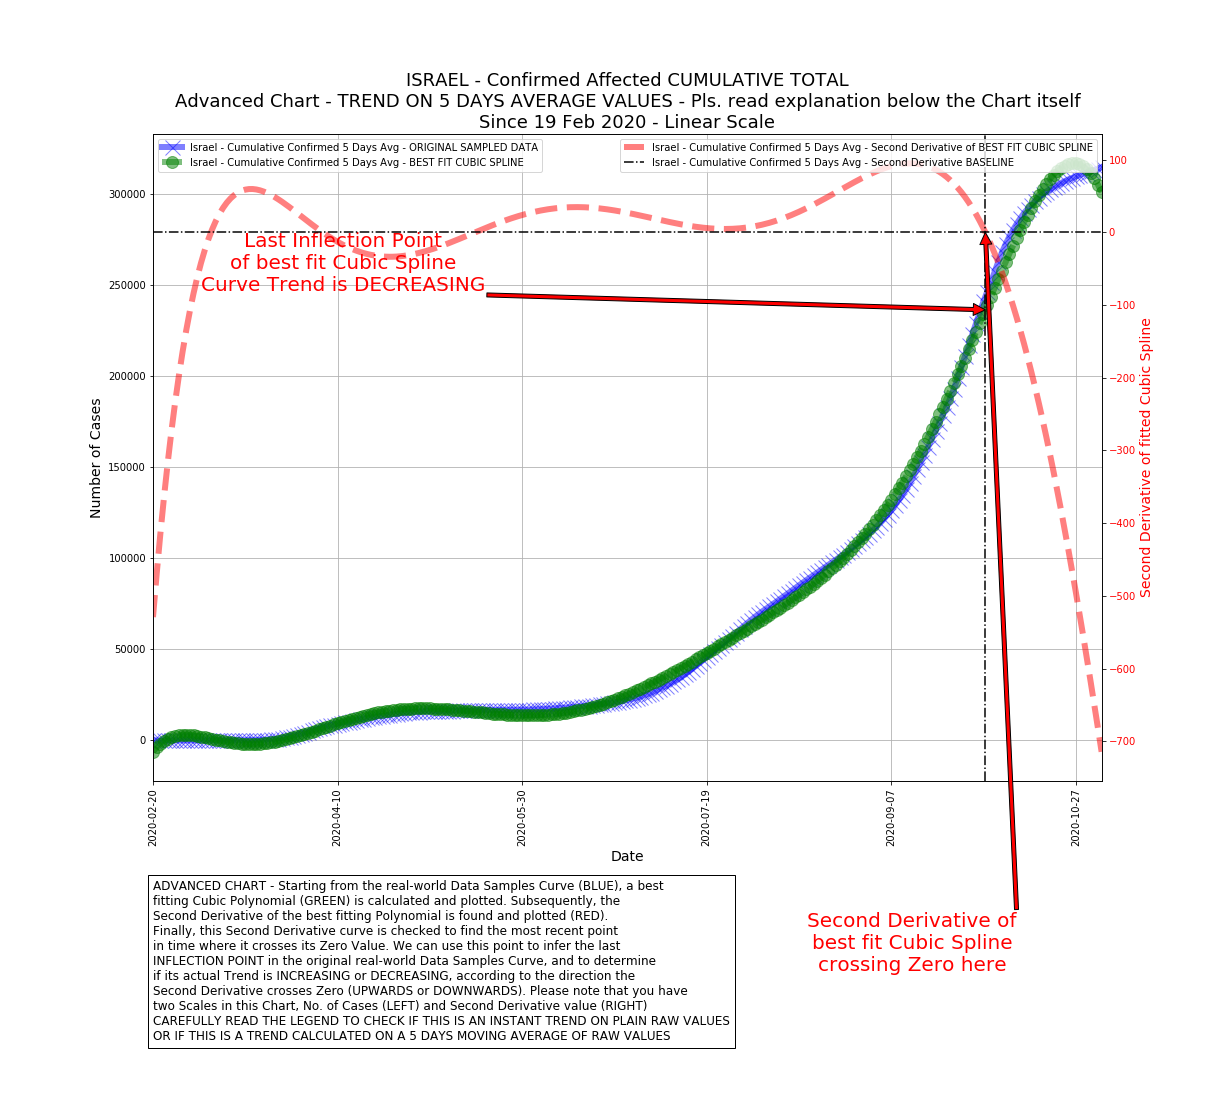 ISRAEL - Confirmed Affected CUMULATIVE TOTAL
Advanced Chart - TREND ON 5 DAYS AVERAGE VALUES - Pls. read explanation below the Chart itself
Since 19 Feb 2020 - Linear Scale
Israel - Cumulative Confirmed 5 Days Avg - ORIGINAL SAMPLED DATA
Israel - Cumulative Confirmed 5 Days Avg - BEST FIT CUBIC SPLINE
Israel - Cumulative Confirmed 5 Days Avg - Second Derivative of BEST FIT CUBIC SPLINE
Israel - Cumulative Confirmed 5 Days Avg - Second Derivative BASELINE
Number of Cases
300000
250000
200000
150000
100000
50000
0
Last Inflection Point
of best fit Cubic Spline
Curve Trend is DECREASING
100
0
−100
−200
−300
−400
−500
−600
−700
Second Derivative of fitted Cubic Spline
2020-02-20
2020-04-10
2020-05-30
2020-07-19
2020-09-07
2020-10-27
Date
ADVANCED CHART - Starting from the real-world Data Samples Curve (BLUE), a best
fitting Cubic Polynomial (GREEN) is calculated and plotted. Subsequently, the
Second Derivative of the best fitting Polynomial is found and plotted (RED).
Finally, this Second Derivative curve is checked to find the most recent point
in time where it crosses its Zero Value. We can use this point to infer the last
INFLECTION POINT in the original real-world Data Samples Curve, and to determine
if its actual Trend is INCREASING or DECREASING, according to the direction the
Second Derivative crosses Zero (UPWARDS or DOWNWARDS). Please note that you have
two Scales in this Chart, No. of Cases (LEFT) and Second Derivative value (RIGHT)
CAREFULLY READ THE LEGEND TO CHECK IF THIS IS AN INSTANT TREND ON PLAIN RAW VALUES
OR IF THIS IS A TREND CALCULATED ON A 5 DAYS MOVING AVERAGE OF RAW VALUES
Second Derivative of
best fit Cubic Spline
crossing Zero here